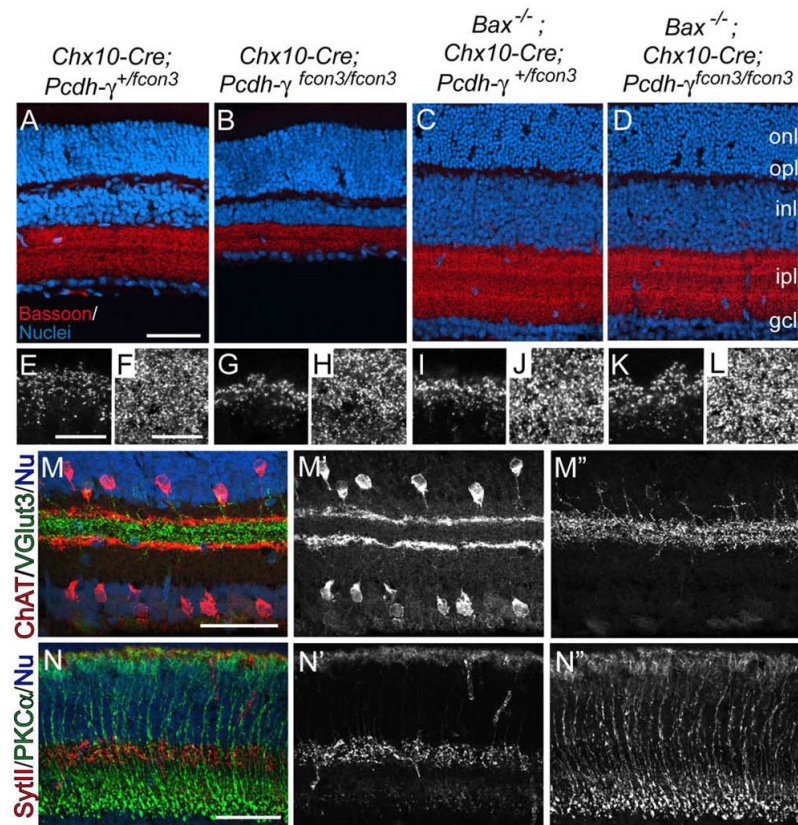 Chx10-Cre;
Pcdh-γ+/fcon3
Chx10-Cre;
Pcdh-γ fcon3/fcon3
Bax-/-;
Chx10-Cre;
Pcdh-γ+/fcon3
Bax-/-;
Chx10-Cre;
Pcdh-γfcon3/fcon3
A
B
C
D
onl
opl
inl
ipl
gcl
Bassoon/
Nuclei
E
F
G
H
I
J
K
L
ChAT/VGlut3/Nu
M
M'
M"
SytII/PKCα/Nu
N
N'
N"